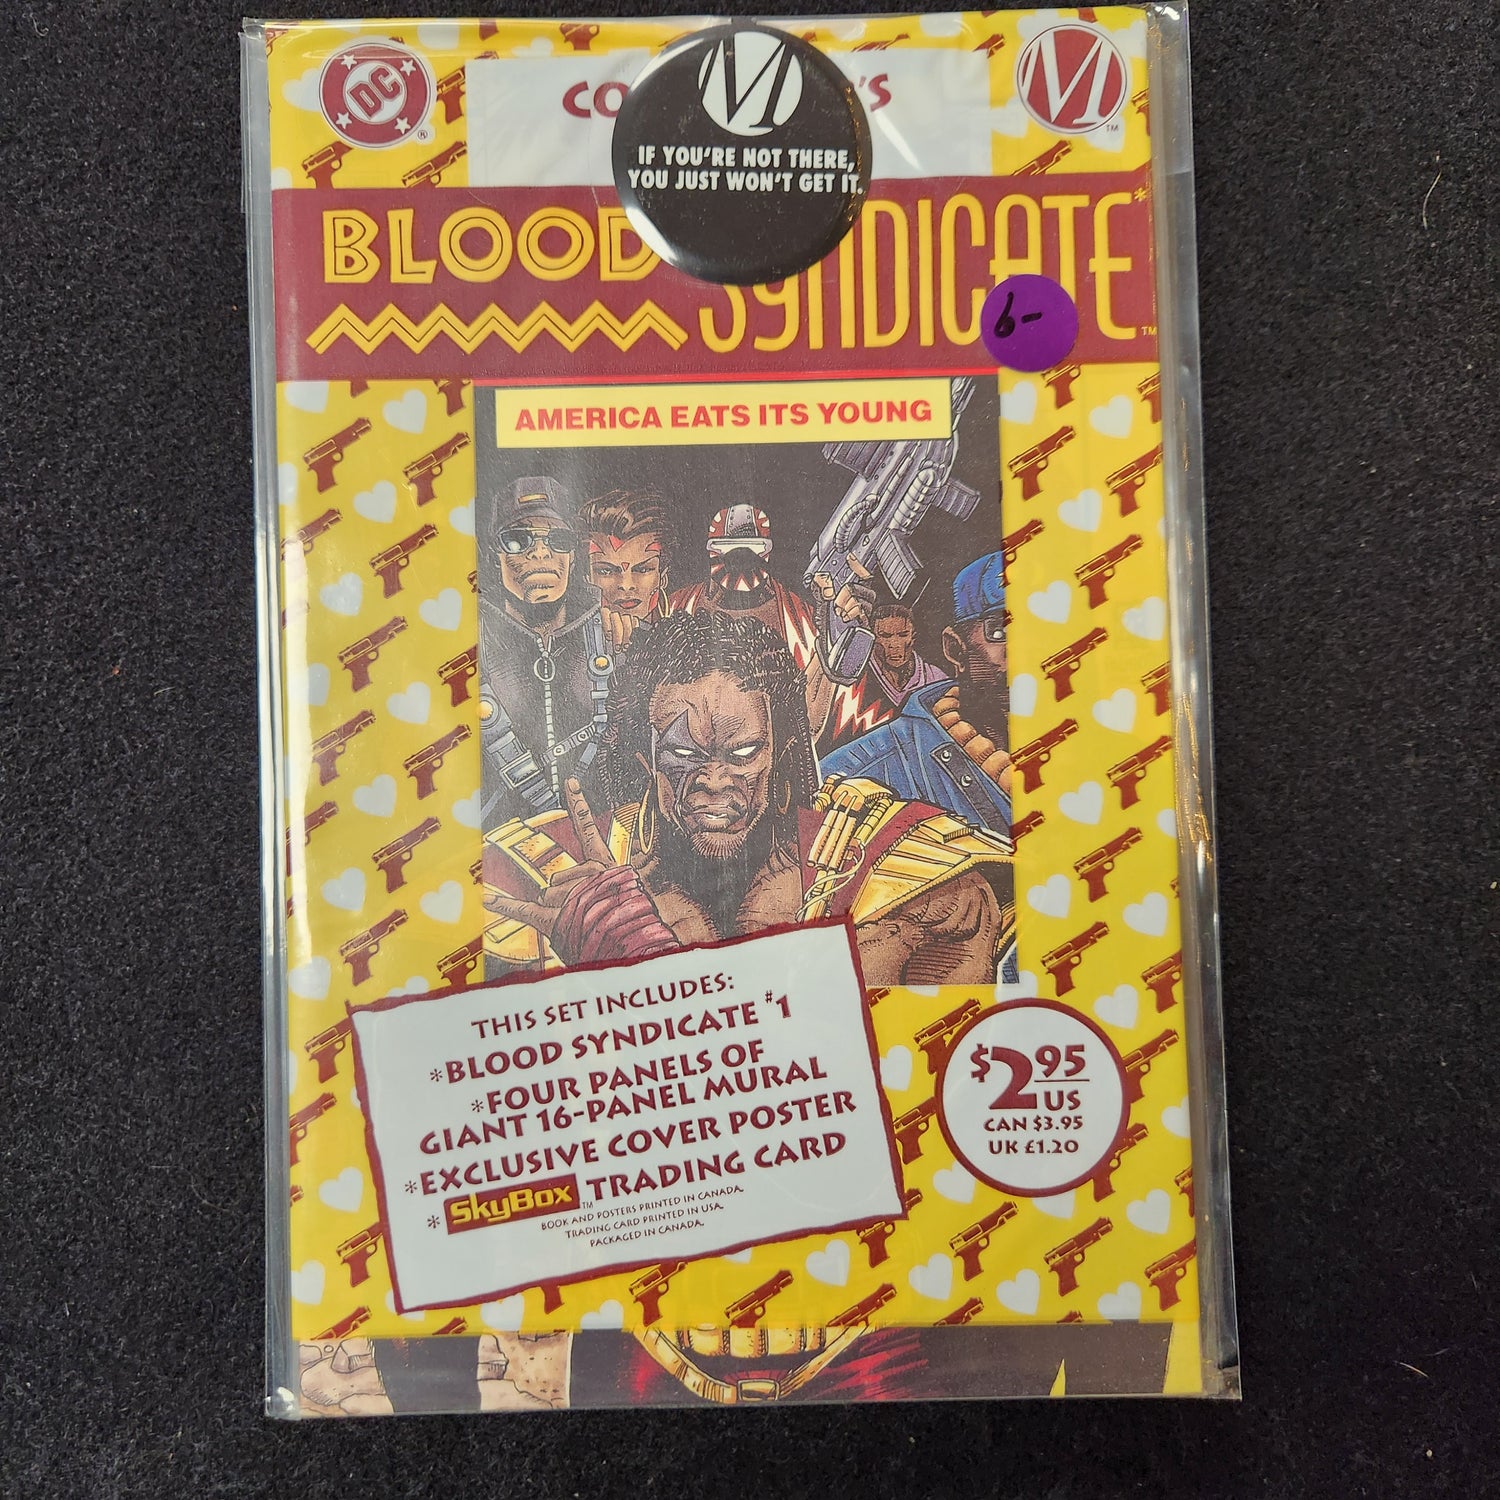 DC
®
CO 'S
M
TM
M
IF YOU'RE NOT THERE,
YOU JUST WON'T GET IT.
BLOOD
SYNDICATE*
TM
6-
AMERICA EATS ITS YOUNG
THIS SET INCLUDES:
*BLOOD SYNDICATE #1
*FOUR PANELS OF
GIANT 16-PANEL MURAL
*EXCLUSIVE COVER POSTER
* SkyBox™ TRADING CARD
BOOK AND POSTERS PRINTED IN CANADA.
TRADING CARD PRINTED IN USA.
PACKAGED IN CANADA.
$2.95
US
CAN $3.95
UK £1.20